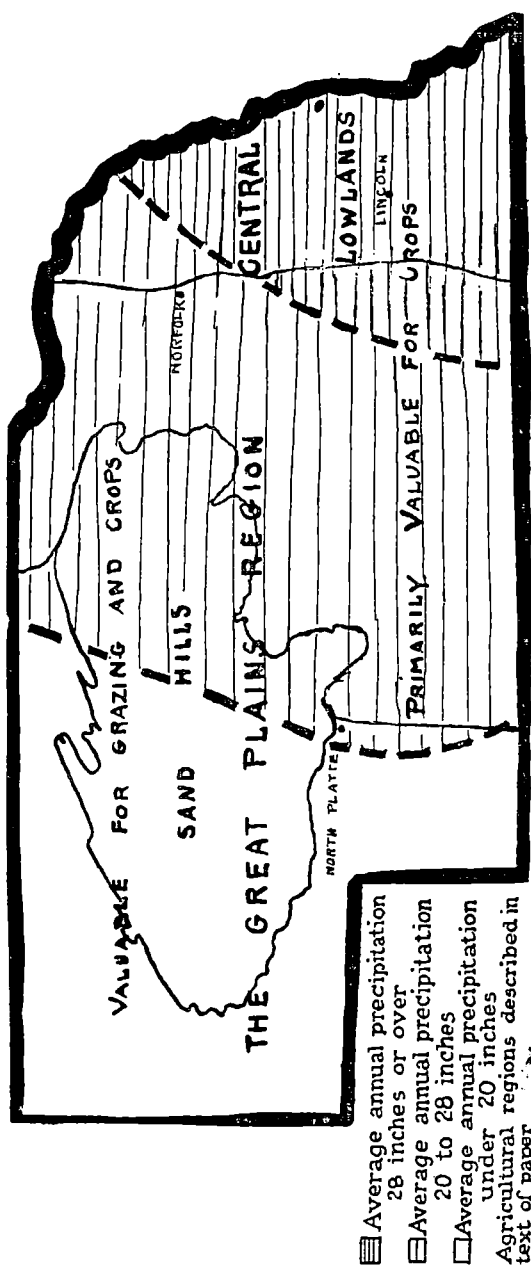 VALUABLE FOR GRAZING AND CROPS
SAND HILLS
THE GREAT PLAINS REGION
NORTH PLATTE
NORFOLK
CENTRAL
LOWLANDS
LINCOLN
PRIMARILY VALUABLE FOR CROPS
Average annual precipitation
28 inches or over
Average annual precipitation
20 to 28 inches
Average annual precipitation
under 20 inches
Agricultural regions described in
text of paper